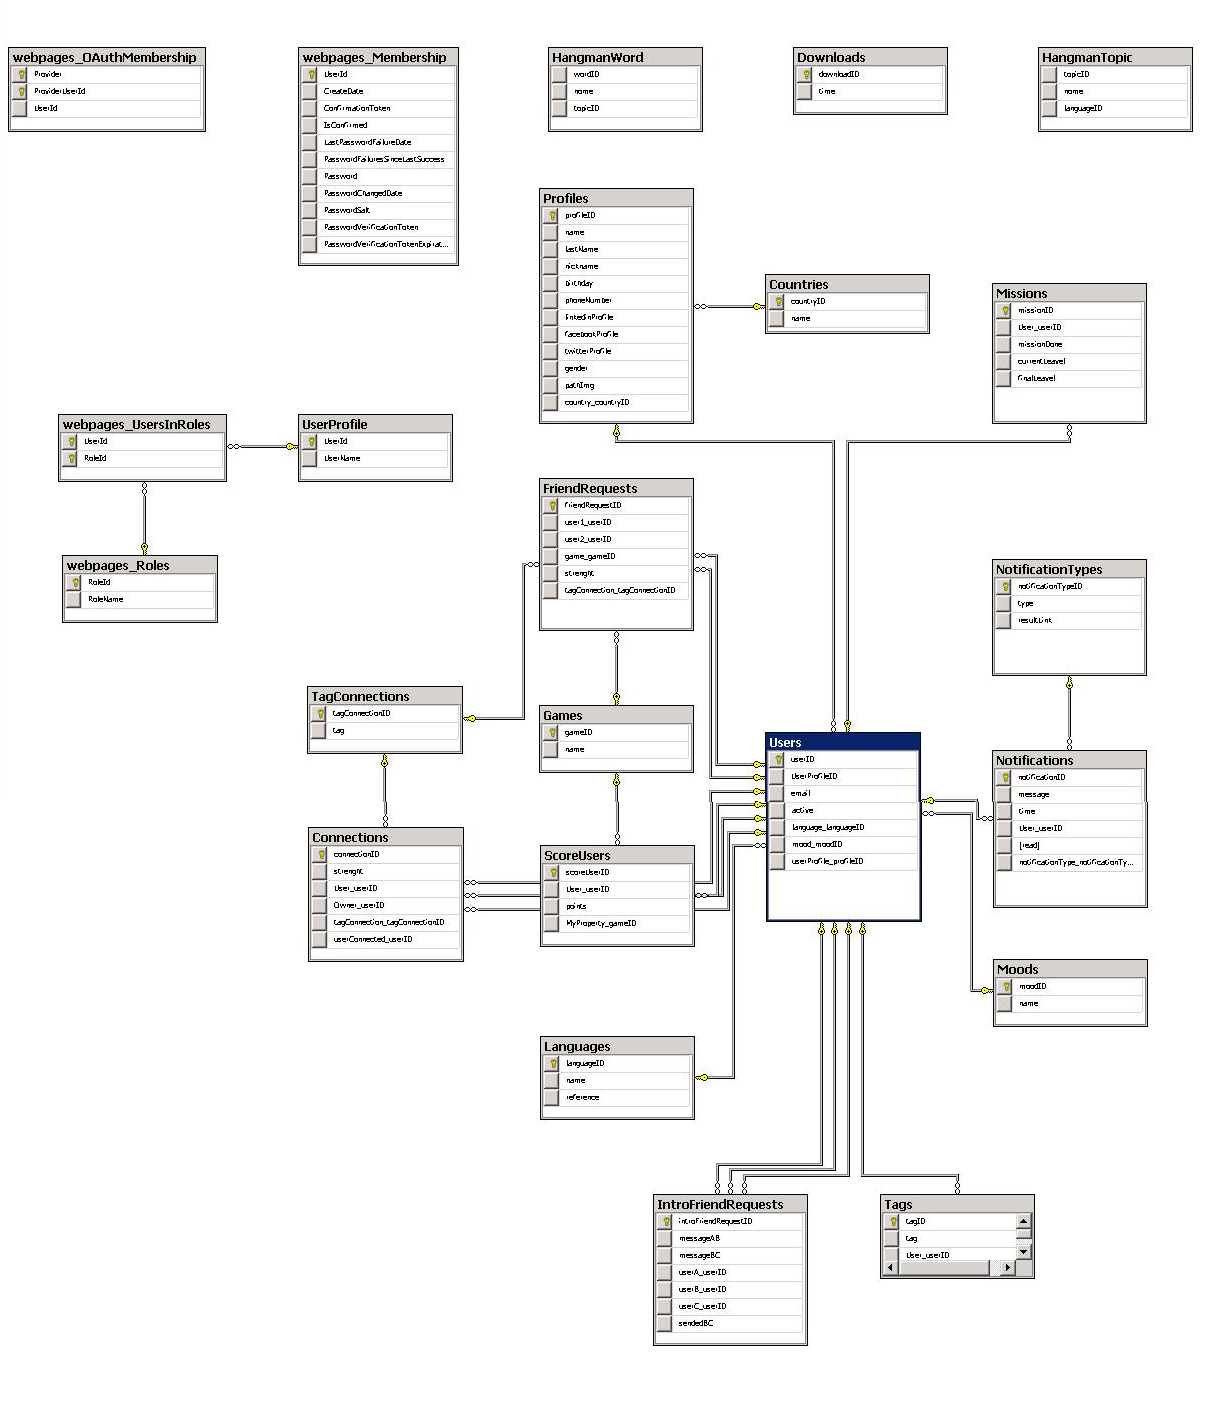 webpages_OAuthMembership
Provider
ProviderUserId
UserId
webpages_Membership
UserId
CreateDate
ConfirmationToken
IsConfirmed
LastPasswordFailureDate
PasswordFailuresSinceLastSuccess
Password
PasswordChangedDate
PasswordSalt
PasswordVerificationToken
PasswordVerificationTokenExpirat...
HangmanWord
wordID
name
topicID
Downloads
downloadID
time
HangmanTopic
topicID
name
languageID
Profiles
profileID
name
lastName
nickname
birthday
phoneNumber
linkedinProfile
facebookProfile
twitterProfile
gender
pathImg
country_countryID
Countries
countryID
name
Missions
missionID
User_userID
missionDone
currentLeavel
finalLeavel
webpages_UsersInRoles
UserId
RoleId
UserProfile
UserId
UserName
webpages_Roles
RoleId
RoleName
FriendRequests
friendRequestID
user1_userID
user2_userID
game_gameID
strenght
tagConnection_tagConnectionID
NotificationTypes
notificationTypeID
type
resultLink
TagConnections
tagConnectionID
tag
Games
gameID
name
Users
userID
UserProfileID
email
active
language_languageID
mood_moodID
userProfile_profileID
Notifications
notificationID
message
time
User_userID
[read]
notificationType_notificationTy...
Connections
connectionID
strenght
User_userID
Owner_userID
tagConnection_tagConnectionID
userConnected_userID
ScoreUsers
scoreUserID
User_userID
points
MyProperty_gameID
Moods
moodID
name
Languages
languageID
name
reference
IntroFriendRequests
introFriendRequestID
messageAB
messageBC
userA_userID
userB_userID
userC_userID
sendedBC
Tags
tagID
tag
User_userID